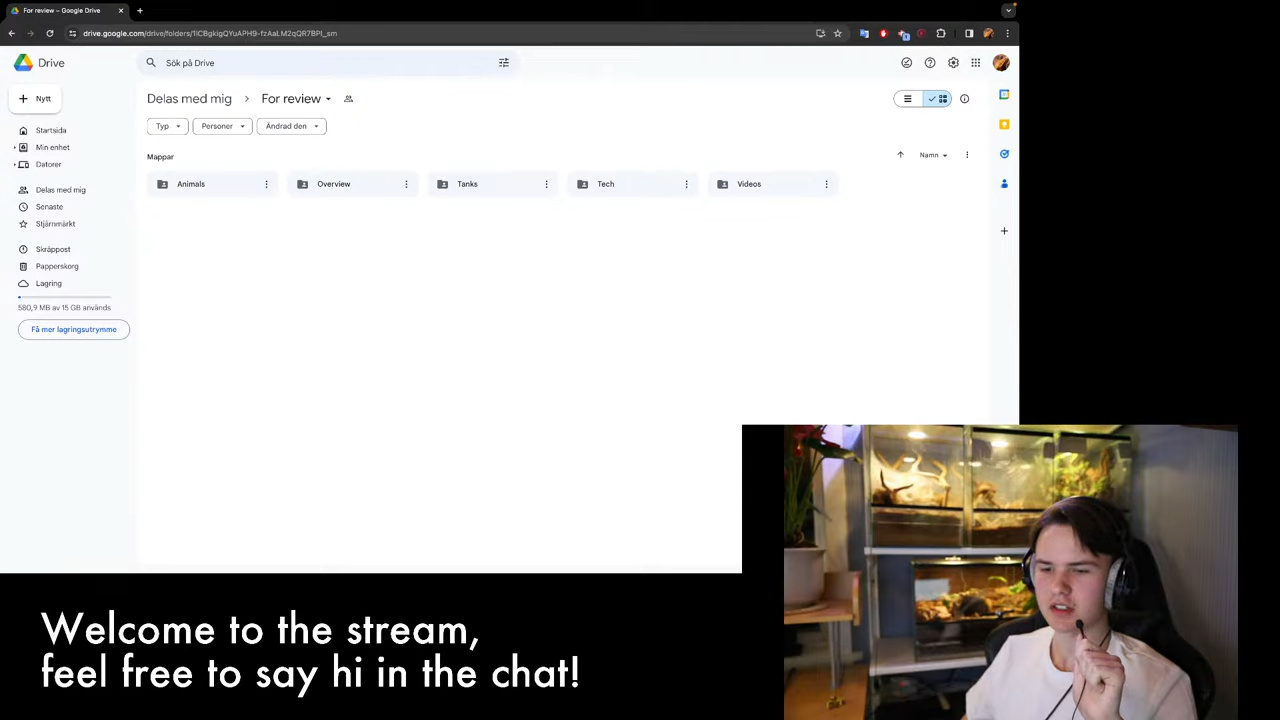 For review – Google Drive
drive.google.com/drive/folders/1lCBgkigQYuAPH9-fzAaLM2qQR7BPl_sm
Drive
Sök på Drive
Nytt
Delas med mig
For review
Typ
Personer
Ändrad den
Mappar
Namn
Animals
Overview
Tanks
Tech
Videos
Startsida
Min enhet
Datorer
Delas med mig
Senaste
Stjärnmärkt
Skräppost
Papperskorg
Lagring
580,9 MB av 15 GB används
Få mer lagringsutrymme
Welcome to the stream,
feel free to say hi in the chat!